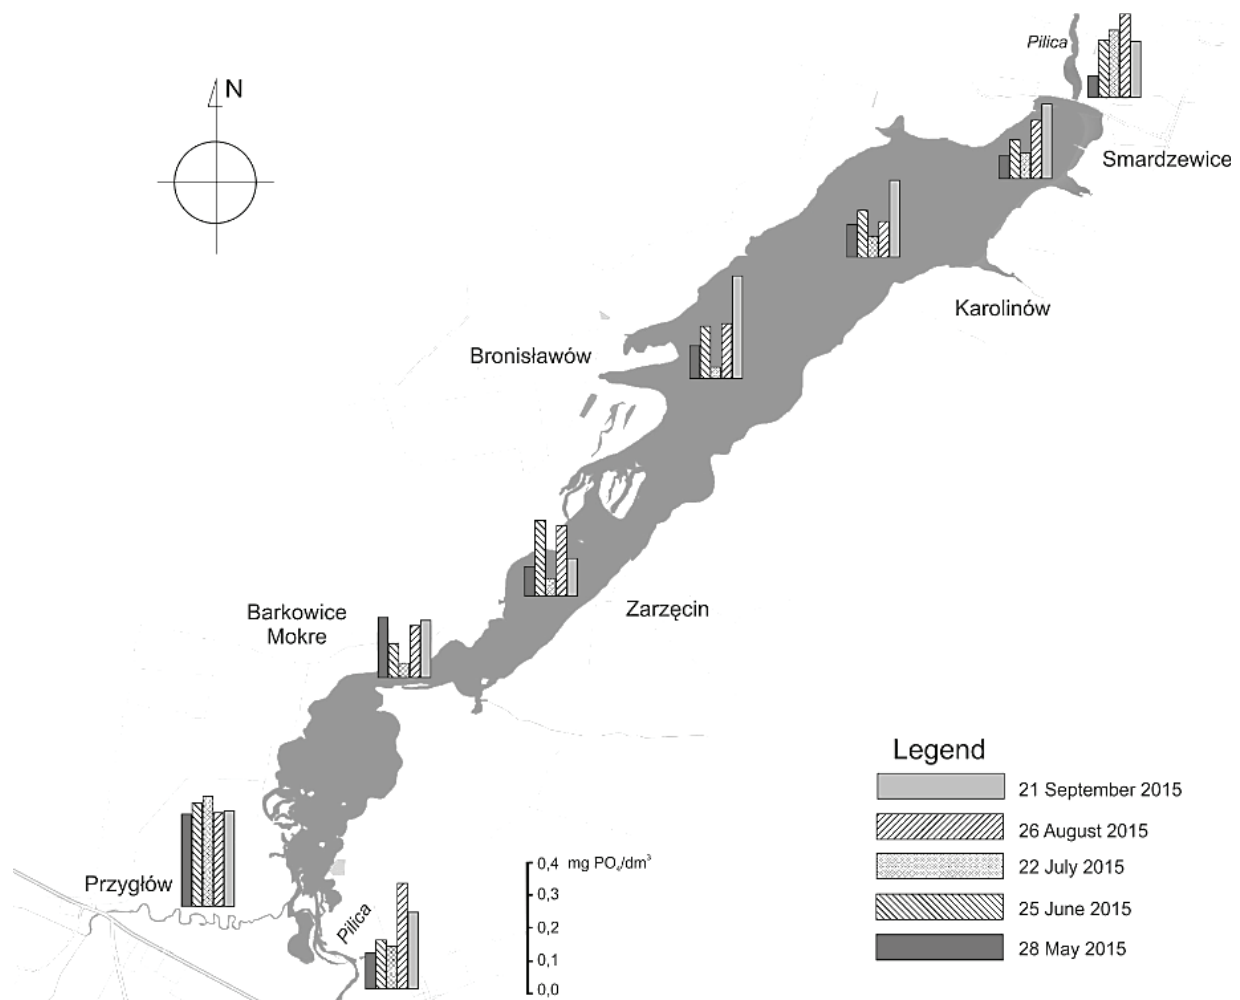 Pilica
N
Smardzewice
Karolinów
Bronisławów
Zarzęcin
Barkowice
Mokre
Legend
21 September 2015
26 August 2015
22 July 2015
25 June 2015
28 May 2015
0,4 mg PO₄/dm³
0,3
0,2
0,1
0,0
Przygłów
Pilica